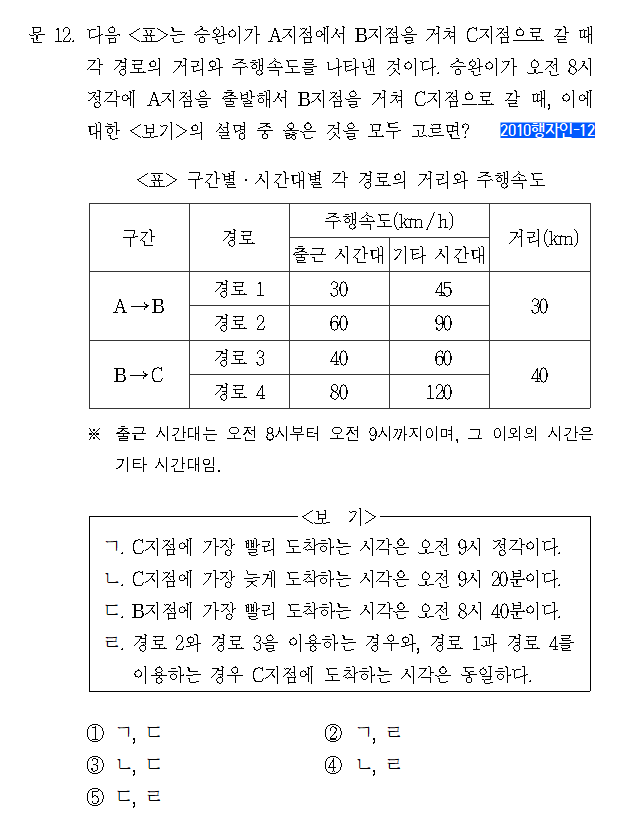 문 12. 다음 <표>는 승완이가 A지점에서 B지점을 거쳐 C지점으로 갈 때
각 경로의 거리와 주행속도를 나타낸 것이다. 승완이가 오전 8시
정각에 A지점을 출발해서 B지점을 거쳐 C지점으로 갈 때, 이에
대한 <보기>의 설명 중 옳은 것을 모두 고르면? 2010행자인-12
<표> 구간별·시간대별 각 경로의 거리와 주행속도
구간 경로 주행속도(km/h) 거리(km)
출근 시간대 기타 시간대
A→B 경로 1 30 45 30
경로 2 60 90
B→C 경로 3 40 60 40
경로 4 80 120
※ 출근 시간대는 오전 8시부터 오전 9시까지이며, 그 이외의 시간은
기타 시간대임.
<보 기>
ㄱ. C지점에 가장 빨리 도착하는 시각은 오전 9시 정각이다.
ㄴ. C지점에 가장 늦게 도착하는 시각은 오전 9시 20분이다.
ㄷ. B지점에 가장 빨리 도착하는 시각은 오전 8시 40분이다.
ㄹ. 경로 2와 경로 3을 이용하는 경우와, 경로 1과 경로 4를
이용하는 경우 C지점에 도착하는 시각은 동일하다.
① ㄱ, ㄷ ② ㄱ, ㄹ
③ ㄴ, ㄷ ④ ㄴ, ㄹ
⑤ ㄷ, ㄹ